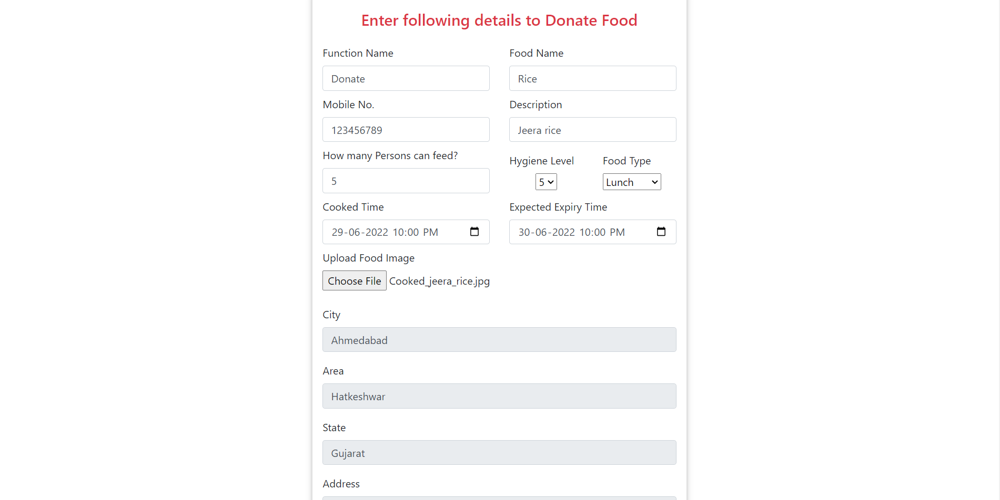 Enter following details to Donate Food
Function Name
Food Name
Donate
Rice
Mobile No.
Description
123456789
Jeera rice
How many Persons can feed?
Hygiene Level
Food Type
5
5
Lunch
Cooked Time
Expected Expiry Time
29-06-2022 10:00 PM
30-06-2022 10:00 PM
Upload Food Image
Choose File Cooked_jeera_rice.jpg
City
Ahmedabad
Area
Hatkeshwar
State
Gujarat
Address